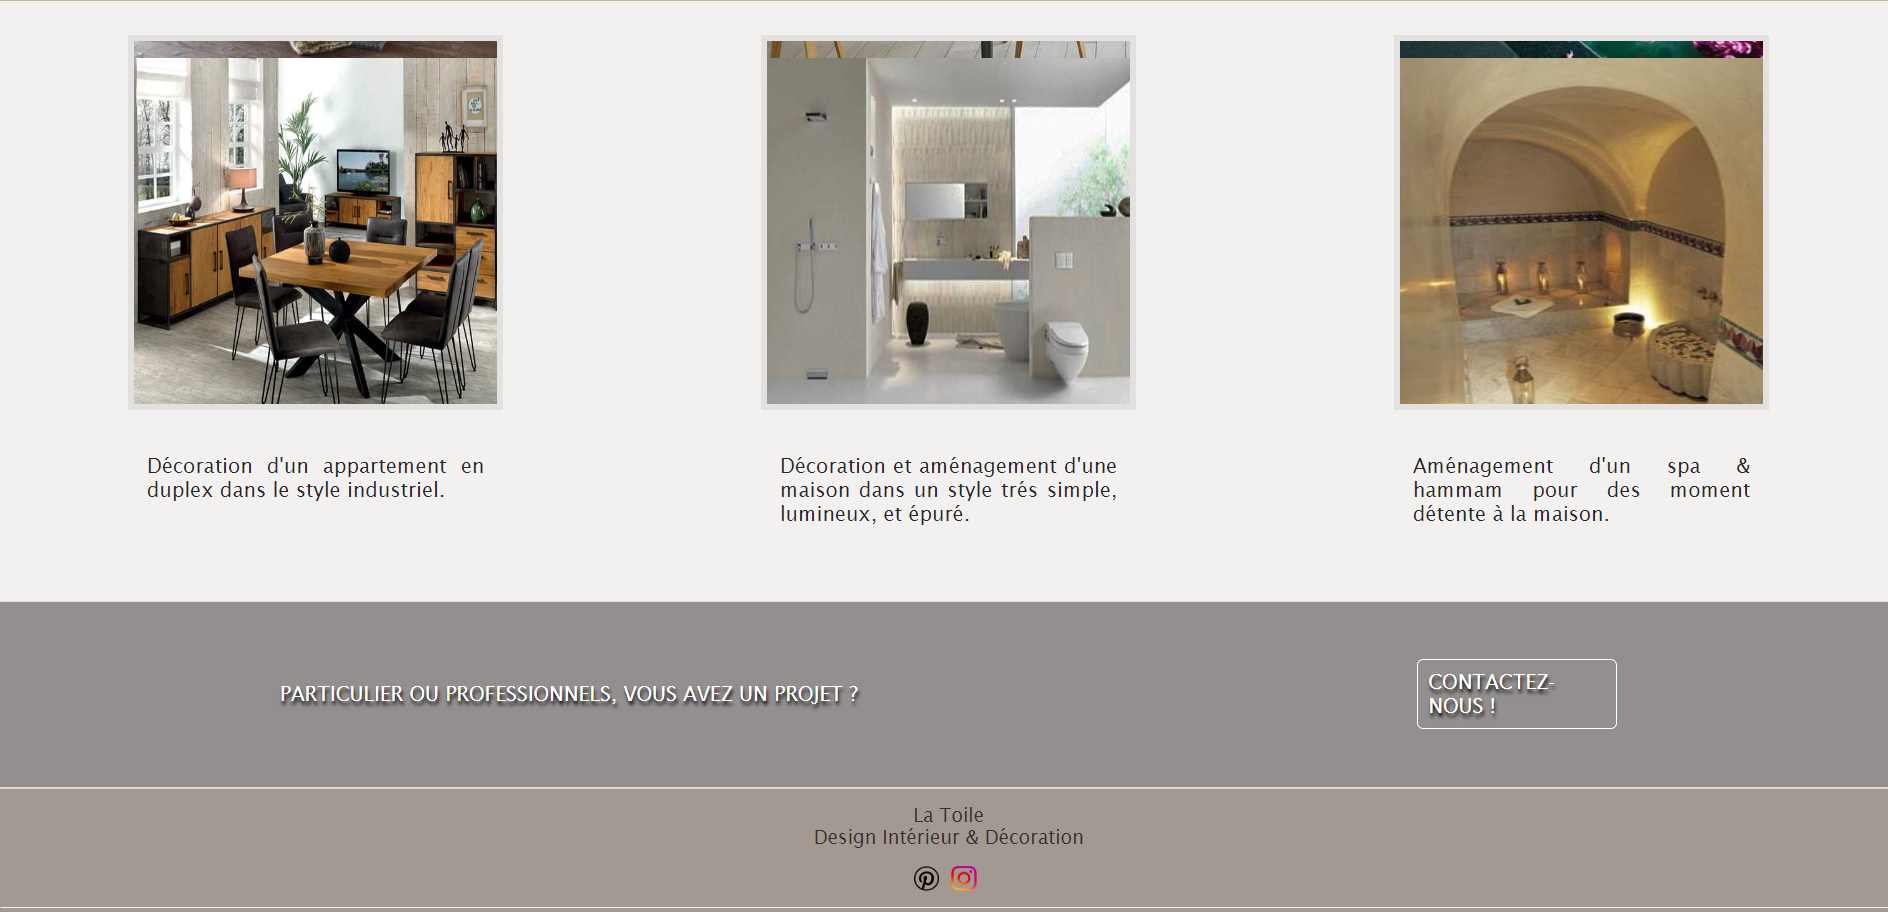 Décoration d'un appartement en
duplex dans le style industriel.
Décoration et aménagement d'une
maison dans un style trés simple,
lumineux, et épuré.
Aménagement d'un spa &
hammam pour des moment
détente à la maison.
PARTICULIER OU PROFESSIONNELS, VOUS AVEZ UN PROJET ?
CONTACTEZ-
NOUS !
La Toile
Design Intérieur & Décoration